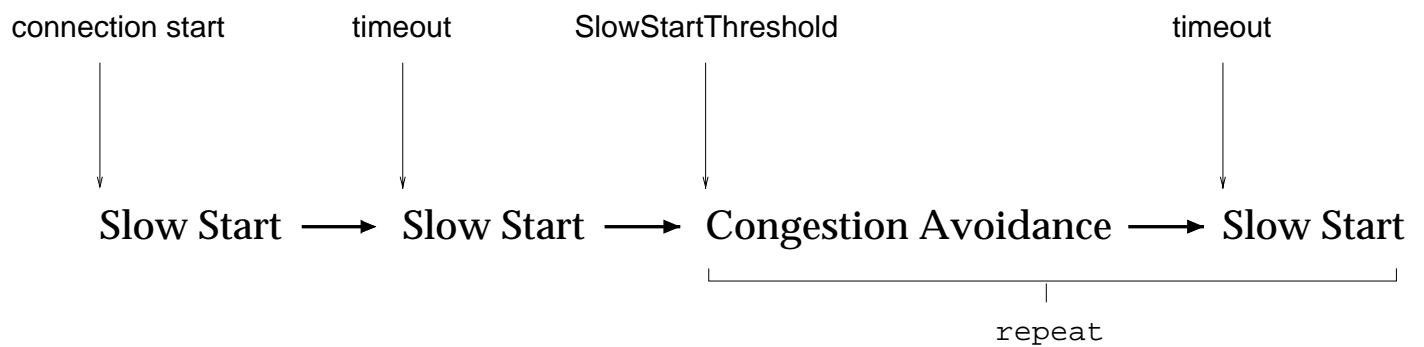 connection start timeout SlowStartThreshold timeout
Slow Start Slow Start Congestion Avoidance Slow Start
repeat